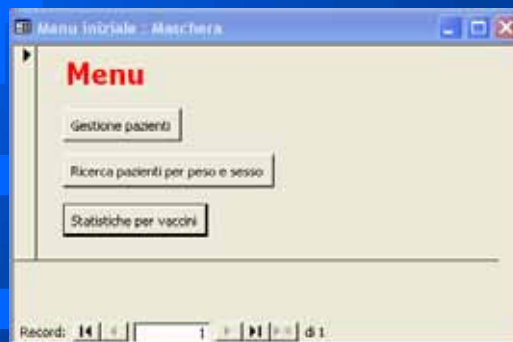 Menu iniziale : Maschera
Menu
Gestione pazienti
Ricerca pazienti per peso e sesso
Statistiche per vaccini
Record: 1 di 1